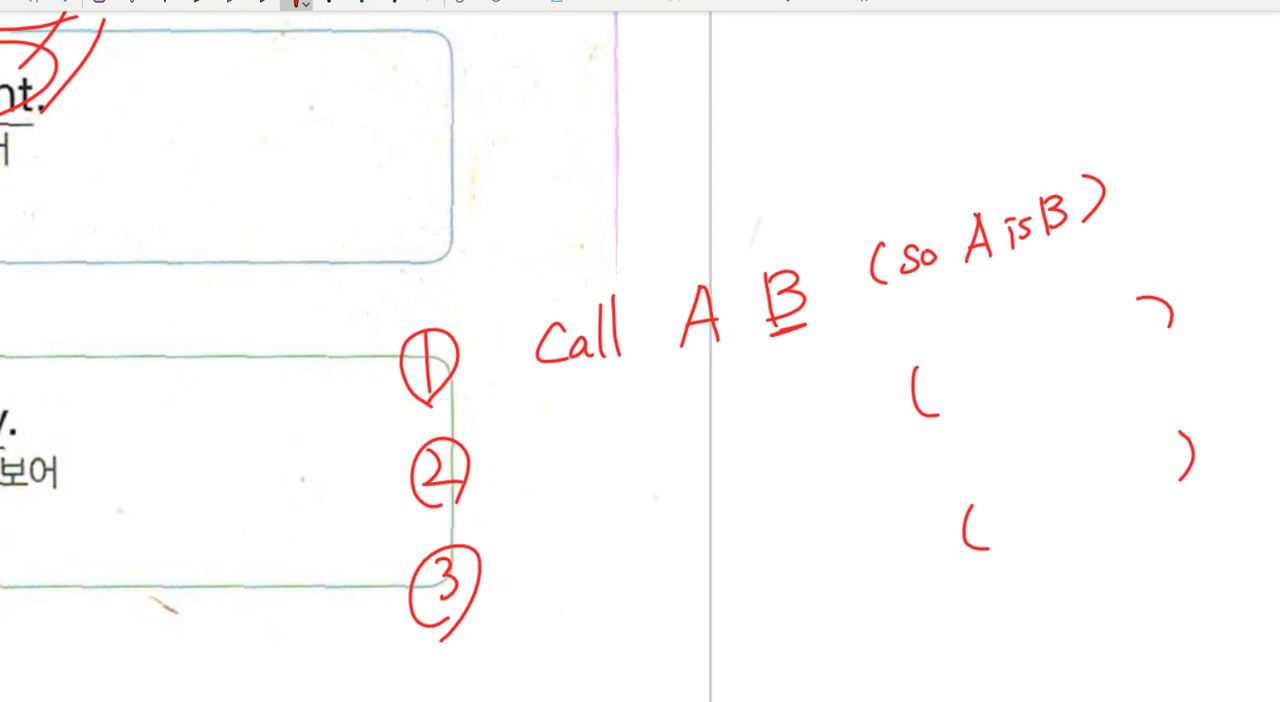 nt.
어
y.
보어
Call A B (so A is B)
( )
( )
①
②
③